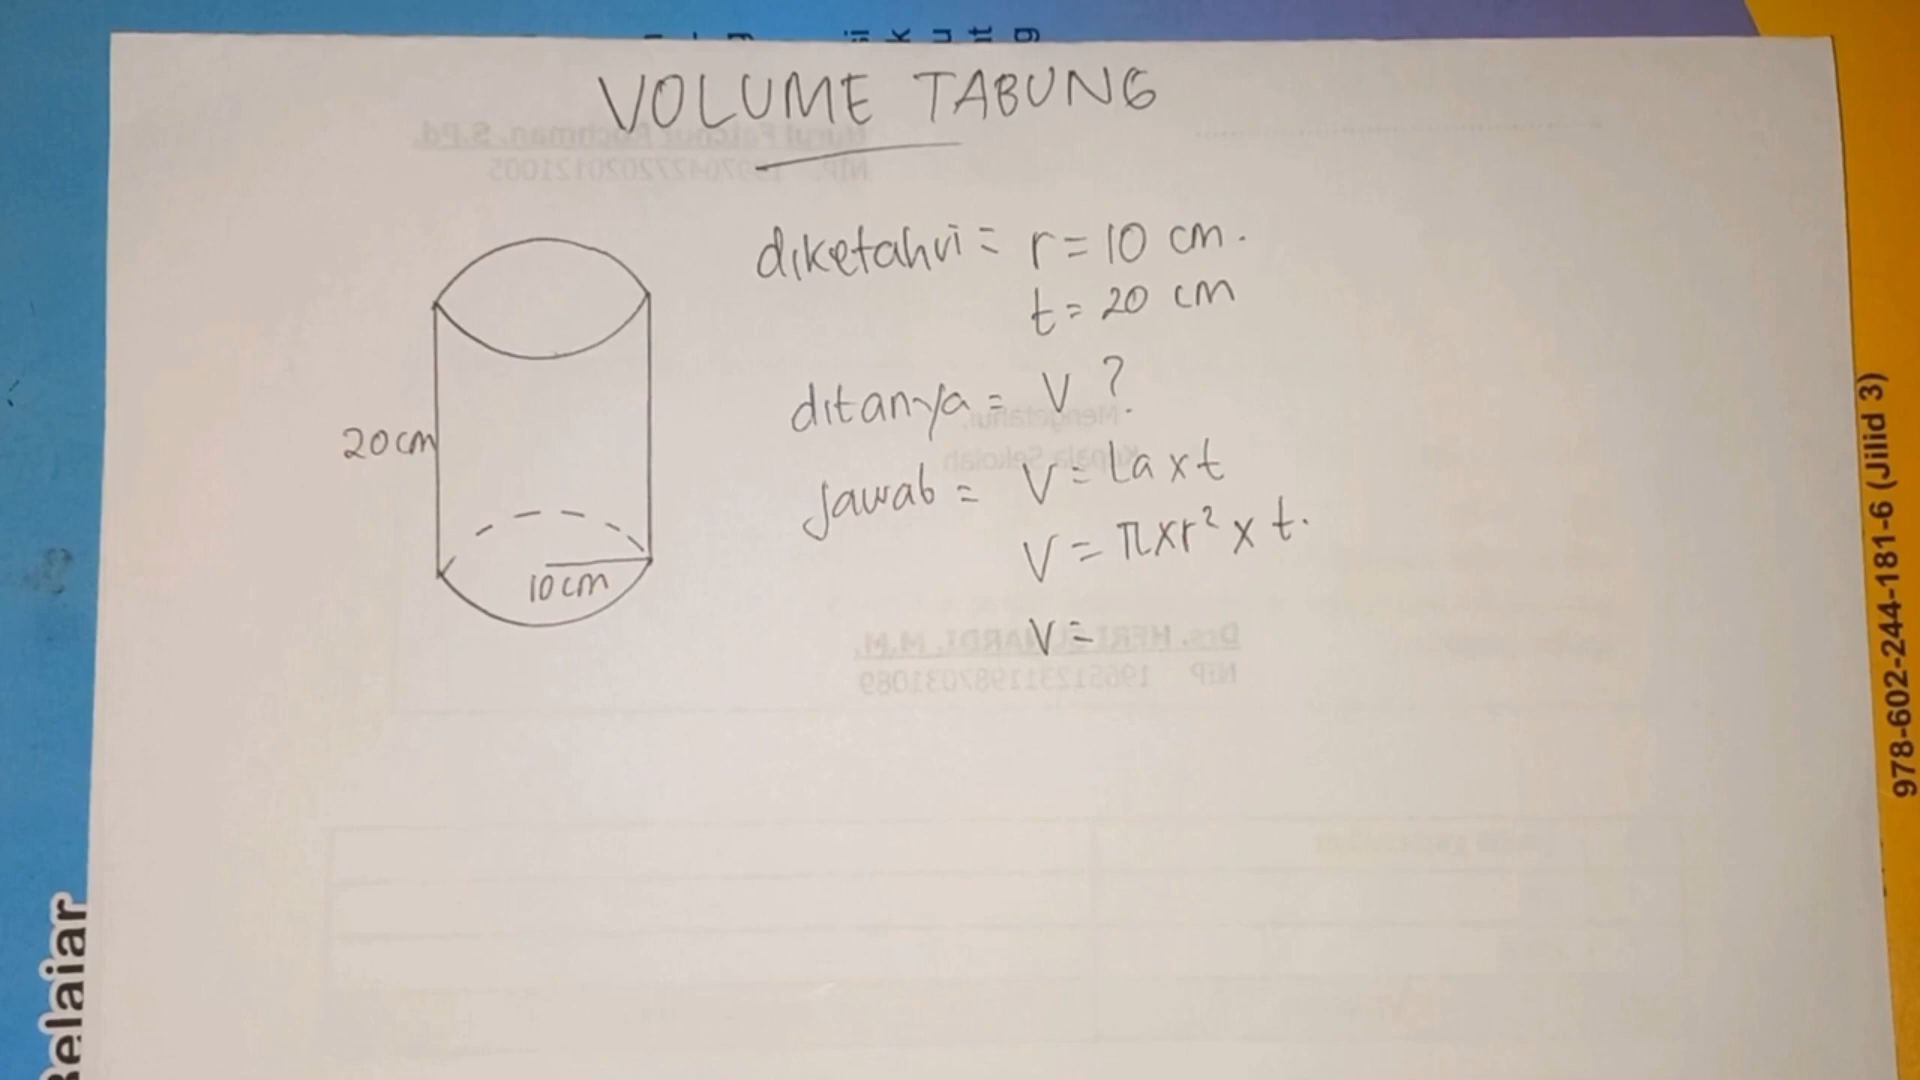 VOLUME TABUNG
diketahui = r = 10 cm.
t = 20 cm
ditanya = V ?
Jawab = V = La x t
V = π x r² x t.
V =
20 cm
10 cm
978-602-244-181-6 (Jilid 3)
Belajar